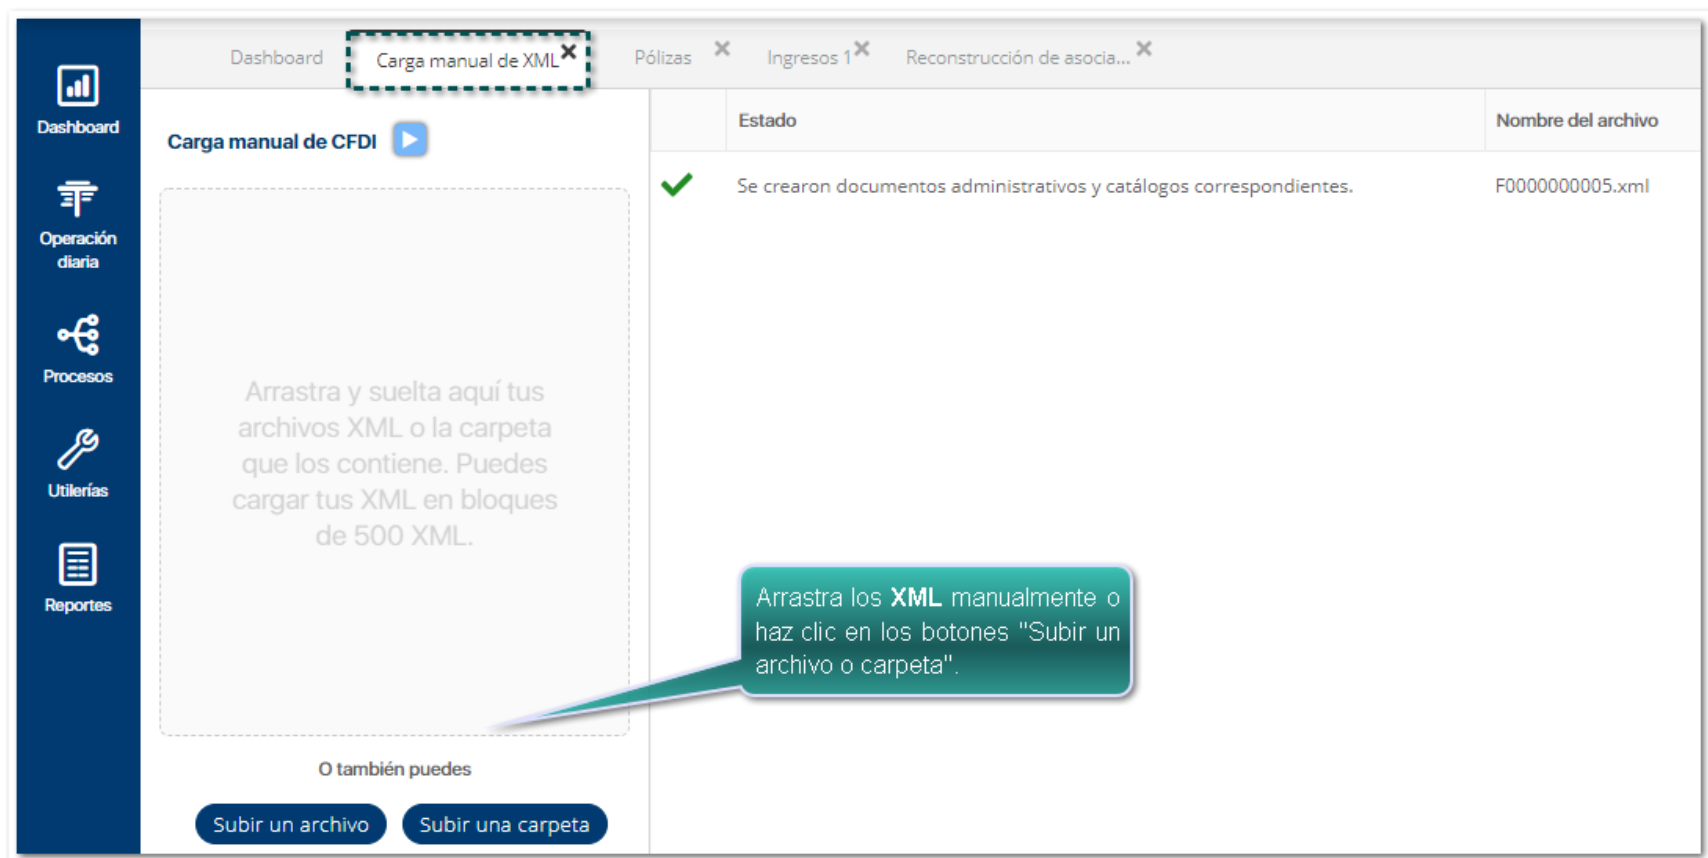 Dashboard
Carga manual de XML
Pólizas
Ingresos 1
Reconstrucción de asocia...
Dashboard
Operación
diaria
Procesos
Utilerías
Reportes
Carga manual de CFDI
Arrastra y suelta aquí tus
archivos XML o la carpeta
que los contiene. Puedes
cargar tus XML en bloques
de 500 XML.
O también puedes
Subir un archivo
Subir una carpeta
Estado
Nombre del archivo
Se crearon documentos administrativos y catálogos correspondientes.
F0000000005.xml
Arrastra los XML manualmente o
haz clic en los botones "Subir un
archivo o carpeta".